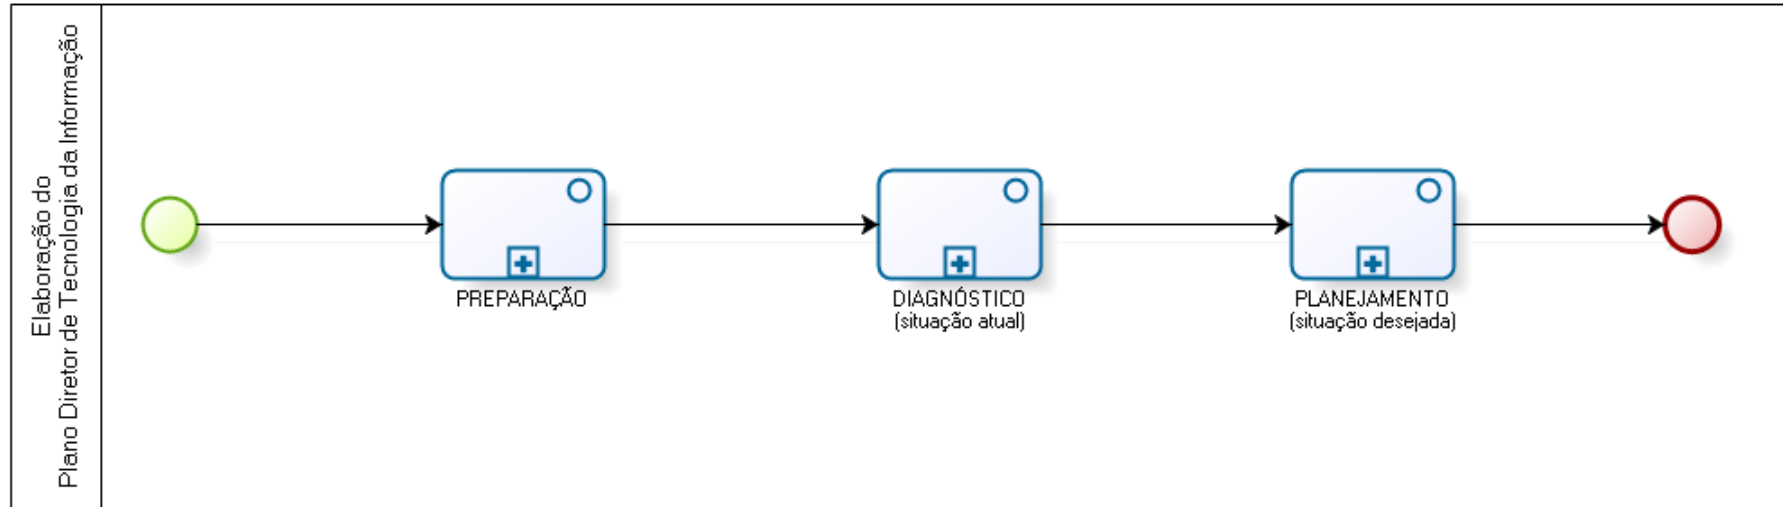 Elaboração do
Plano Diretor de Tecnologia da Informação
PREPARAÇÃO
DIAGNÓSTICO
(situação atual)
PLANEJAMENTO
(situação desejada)